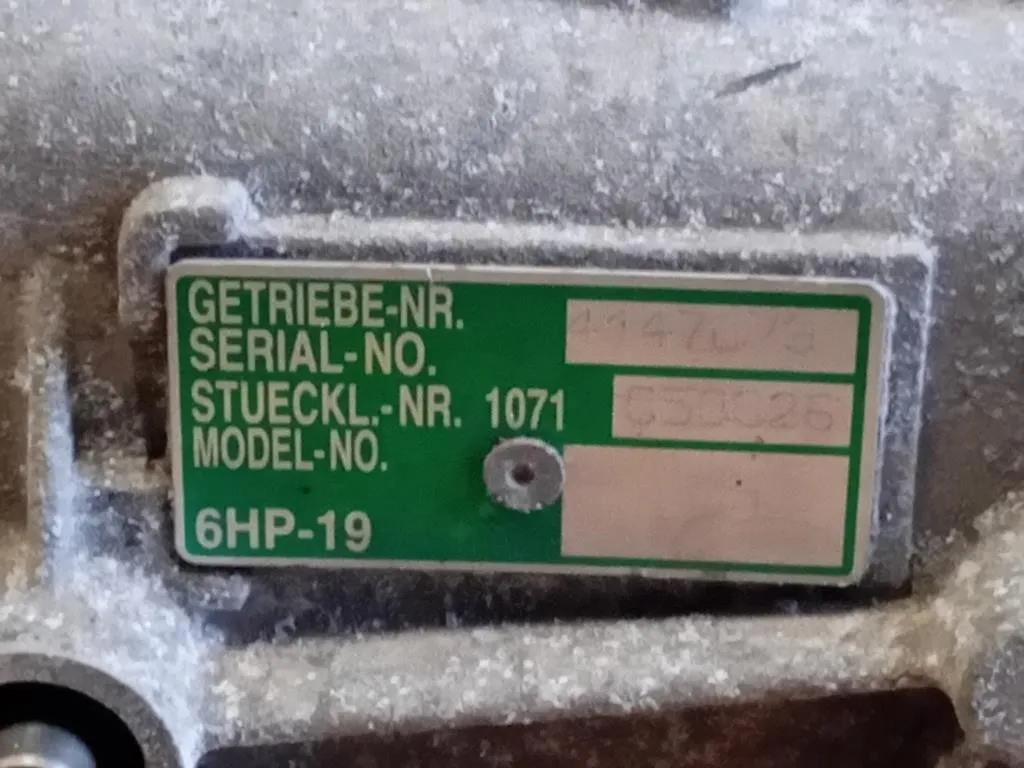 GETRIEBE-NR.
SERIAL-NO.
STUECKL.-NR. 1071
MODEL-NO.
6HP-19